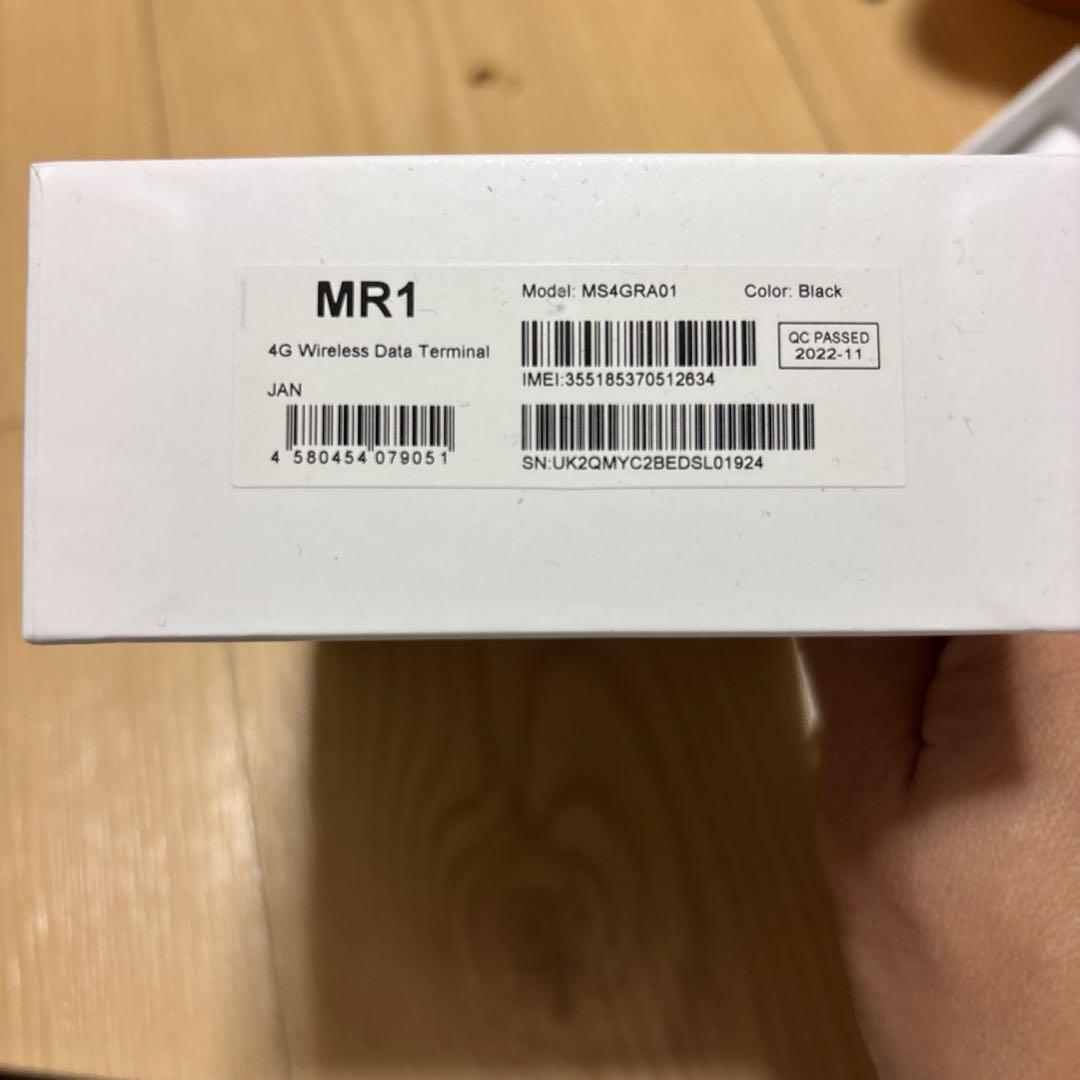 MR1
4G Wireless Data Terminal
JAN
4 580454 079051
Model: MS4GRA01
Color: Black
IMEI:355185370512634
QC PASSED
2022-11
SN:UK2QMYC2BEDSL01924